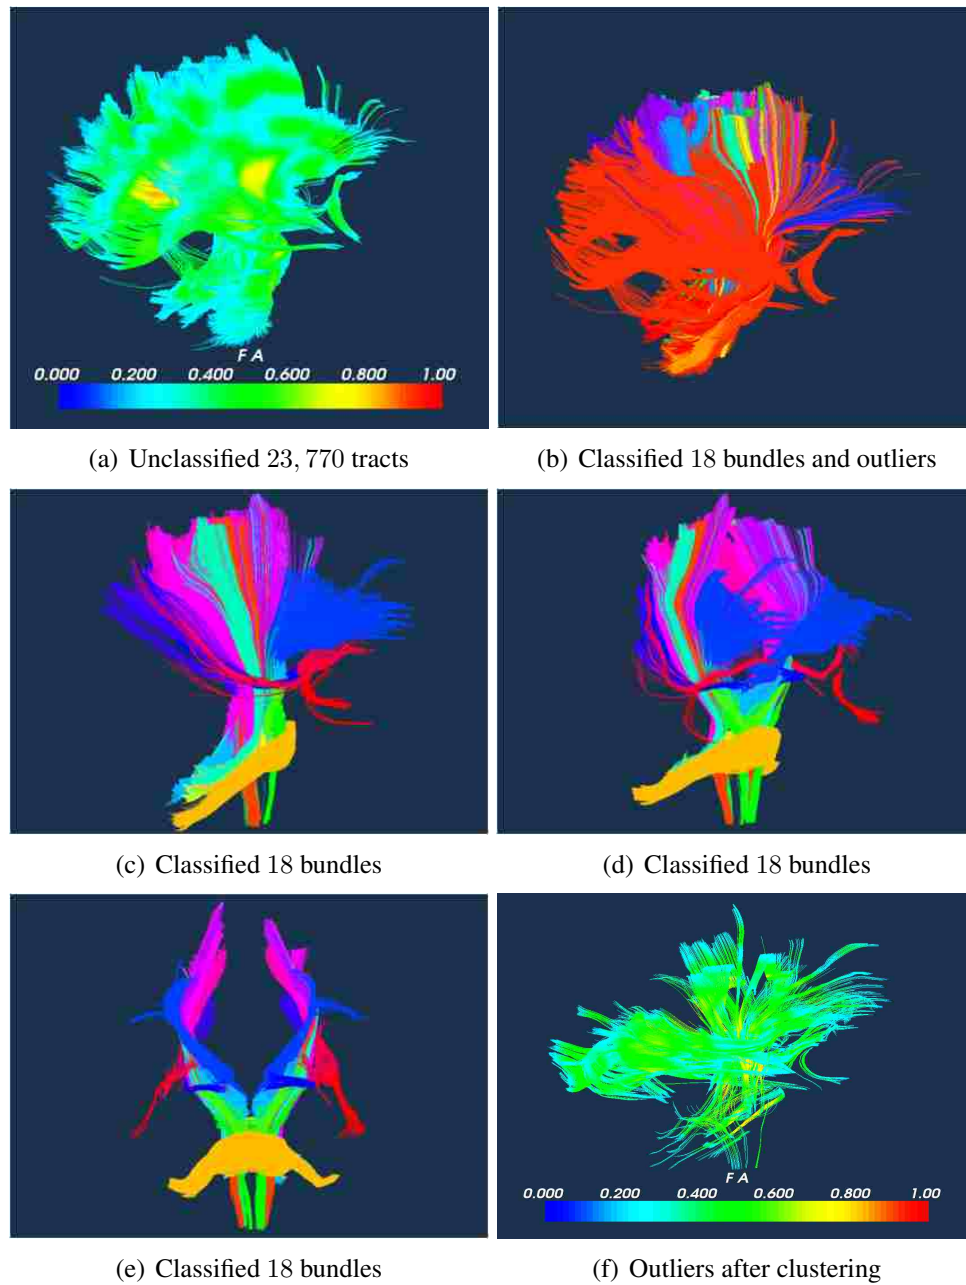 F A
0.000 0.200 0.400 0.600 0.800 1.00
(a) Unclassified 23, 770 tracts
(b) Classified 18 bundles and outliers
(c) Classified 18 bundles
(d) Classified 18 bundles
F A
0.000 0.200 0.400 0.600 0.800 1.00
(e) Classified 18 bundles
(f) Outliers after clustering